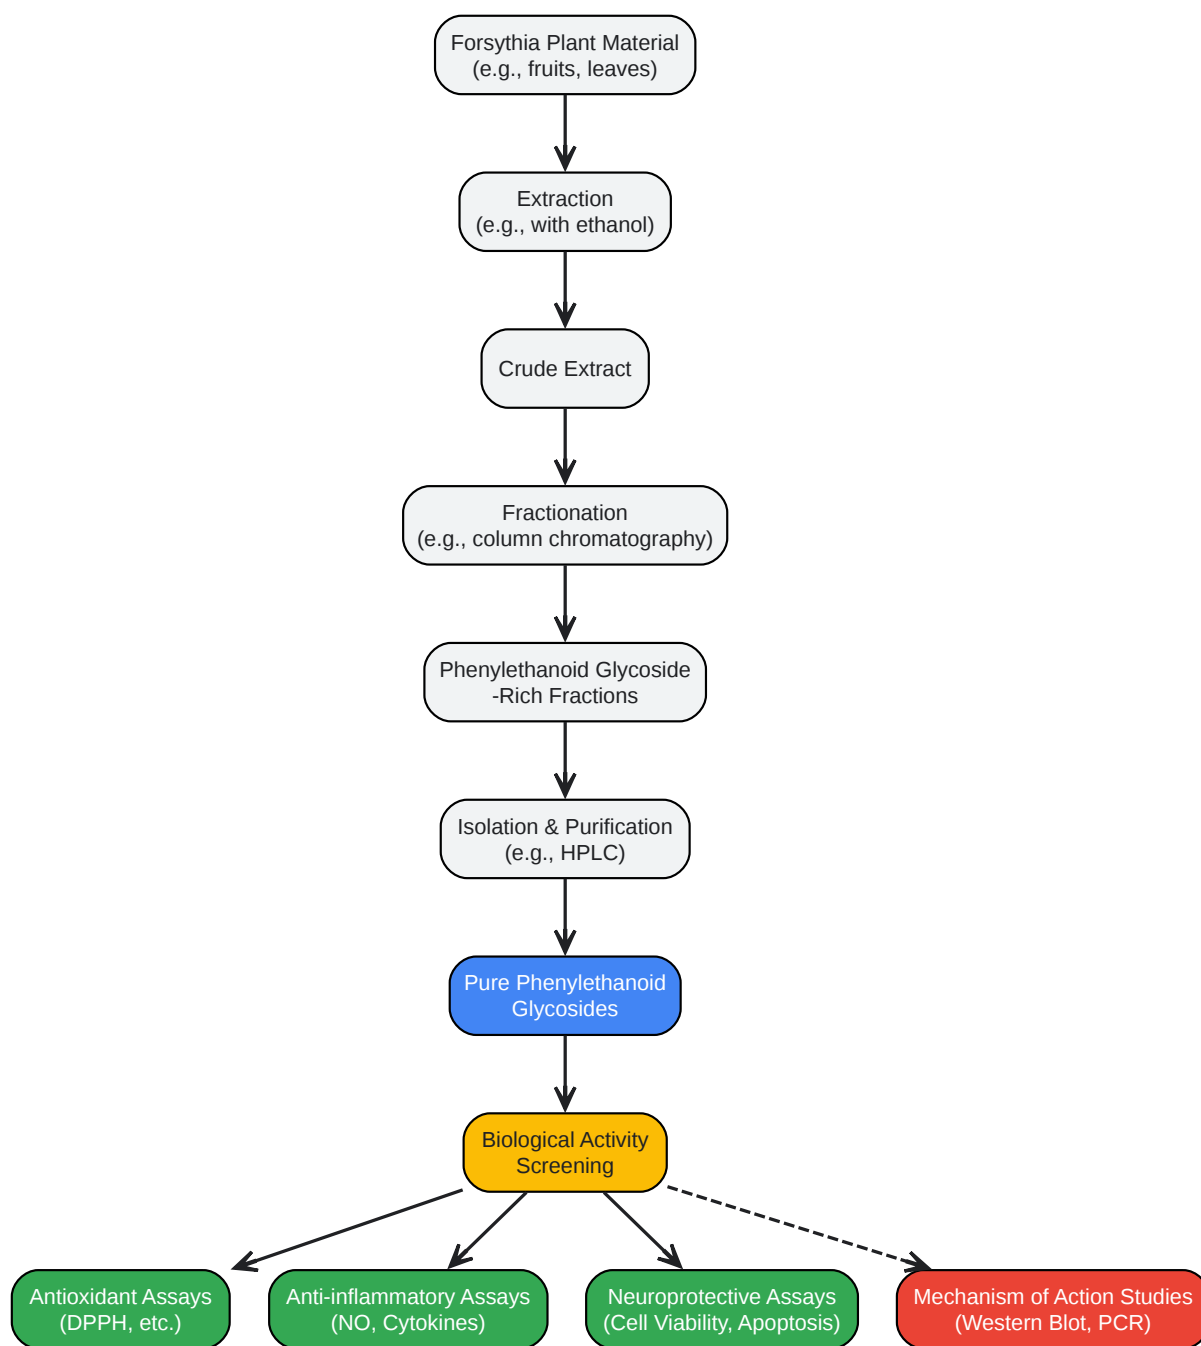 Forsythia Plant Material
(e.g., fruits, leaves)
Extraction
(e.g., with ethanol)
Crude Extract
Fractionation
(e.g., column chromatography)
Phenylethanoid Glycoside
-Rich Fractions
Isolation & Purification
(e.g., HPLC)
Pure Phenylethanoid
Glycosides
Biological Activity
Screening
Antioxidant Assays
(DPPH, etc.)
Anti-inflammatory Assays
(NO, Cytokines)
Neuroprotective Assays
(Cell Viability, Apoptosis)
Mechanism of Action Studies
(Western Blot, PCR)